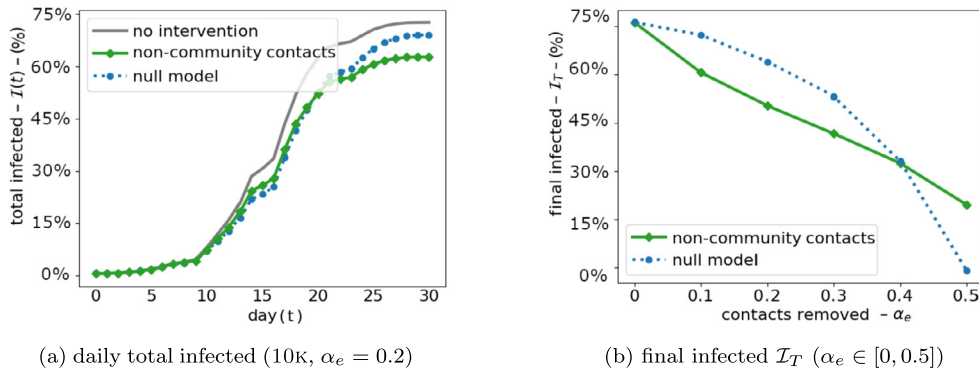 75%
60%
45%
30%
15%
0%
total infected – I(t) – (%)
no intervention
non-community contacts
null model
0 5 10 15 20 25 30
day(t)
(a) daily total infected (10K, αe = 0.2)
75%
60%
45%
30%
15%
0%
final infected – IT – (%)
non-community contacts
null model
0 0.1 0.2 0.3 0.4 0.5
contacts removed – αe
(b) final infected IT (αe ∈ [0, 0.5])